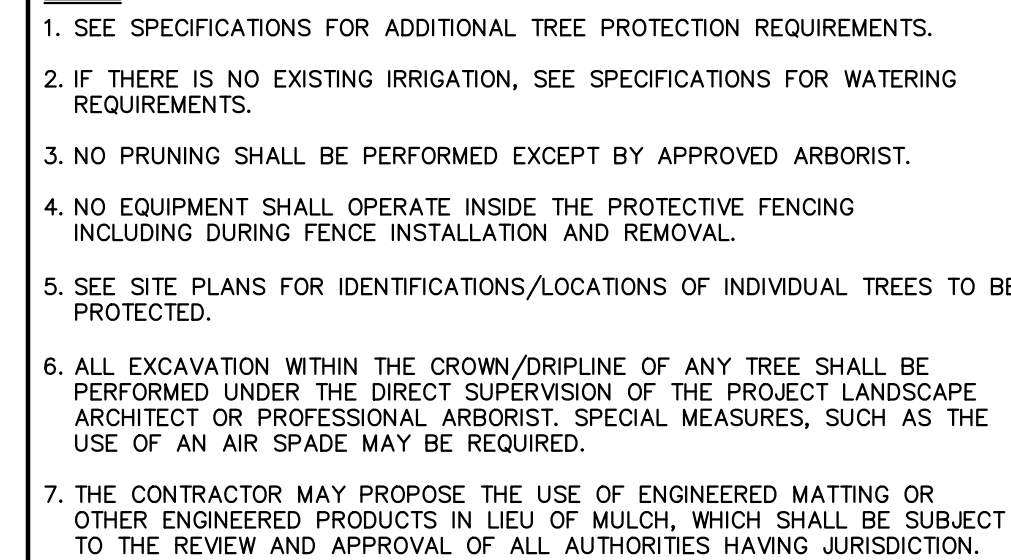 1. SEE SPECIFICATIONS FOR ADDITIONAL TREE PROTECTION REQUIREMENTS.
2. IF THERE IS NO EXISTING IRRIGATION, SEE SPECIFICATIONS FOR WATERING
REQUIREMENTS.
3. NO PRUNING SHALL BE PERFORMED EXCEPT BY APPROVED ARBORIST.
4. NO EQUIPMENT SHALL OPERATE INSIDE THE PROTECTIVE FENCING
INCLUDING DURING FENCE INSTALLATION AND REMOVAL.
5. SEE SITE PLANS FOR IDENTIFICATIONS/LOCATIONS OF INDIVIDUAL TREES TO BE
PROTECTED.
6. ALL EXCAVATION WITHIN THE CROWN/DRIPLINE OF ANY TREE SHALL BE
PERFORMED UNDER THE DIRECT SUPERVISION OF THE PROJECT LANDSCAPE
ARCHITECT OR PROFESSIONAL ARBORIST. SPECIAL MEASURES, SUCH AS THE
USE OF AN AIR SPADE MAY BE REQUIRED.
7. THE CONTRACTOR MAY PROPOSE THE USE OF ENGINEERED MATTING OR
OTHER ENGINEERED PRODUCTS IN LIEU OF MULCH, WHICH SHALL BE SUBJECT
TO THE REVIEW AND APPROVAL OF ALL AUTHORITIES HAVING JURISDICTION.